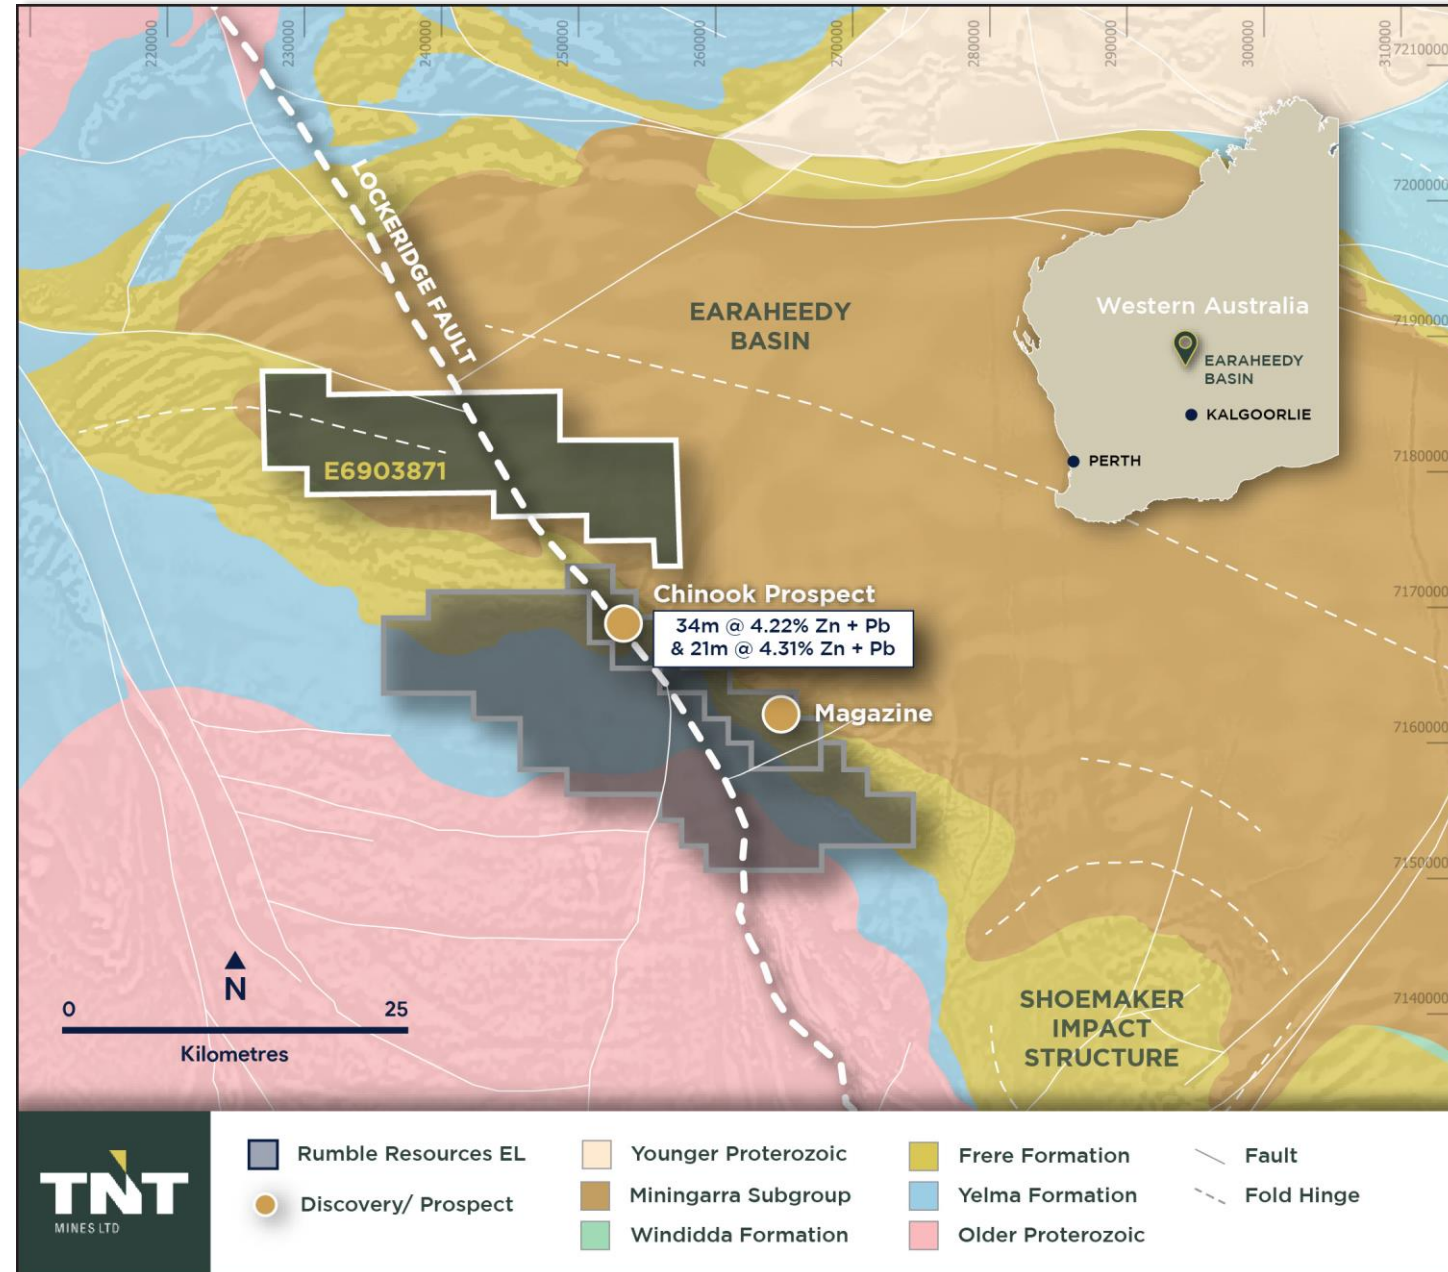 220000
230000
240000
250000
260000
270000
280000
290000
300000
310000
7210000
7200000
7190000
7180000
7170000
7160000
7150000
7140000
LOCKERIDGE FAULT
EARAHEEDY
BASIN
Western Australia
EARAHEEDY
BASIN
KALGOORLIE
PERTH
E6903871
Chinook Prospect
34m @ 4.22% Zn + Pb
& 21m @ 4.31% Zn + Pb
Magazine
N
0 25
Kilometres
SHOEMAKER
IMPACT
STRUCTURE
TNT
MINES LTD
Rumble Resources EL
Discovery/ Prospect
Younger Proterozoic
Miningarra Subgroup
Windidda Formation
Frere Formation
Yelma Formation
Older Proterozoic
Fault
Fold Hinge